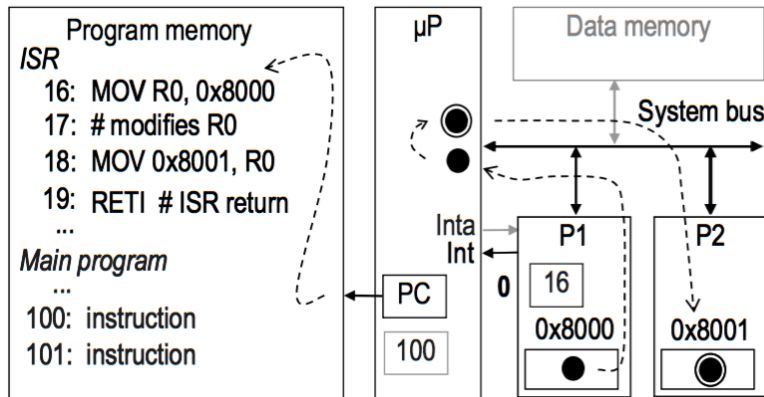 Program memory
ISR
16: MOV R0, 0x8000
17: # modifies R0
18: MOV 0x8001, R0
19: RETI # ISR return
...
Main program
...
100: instruction
101: instruction
µP
Data memory
System bus
Inta
Int
PC
100
P1
0
16
0x8000
P2
0x8001